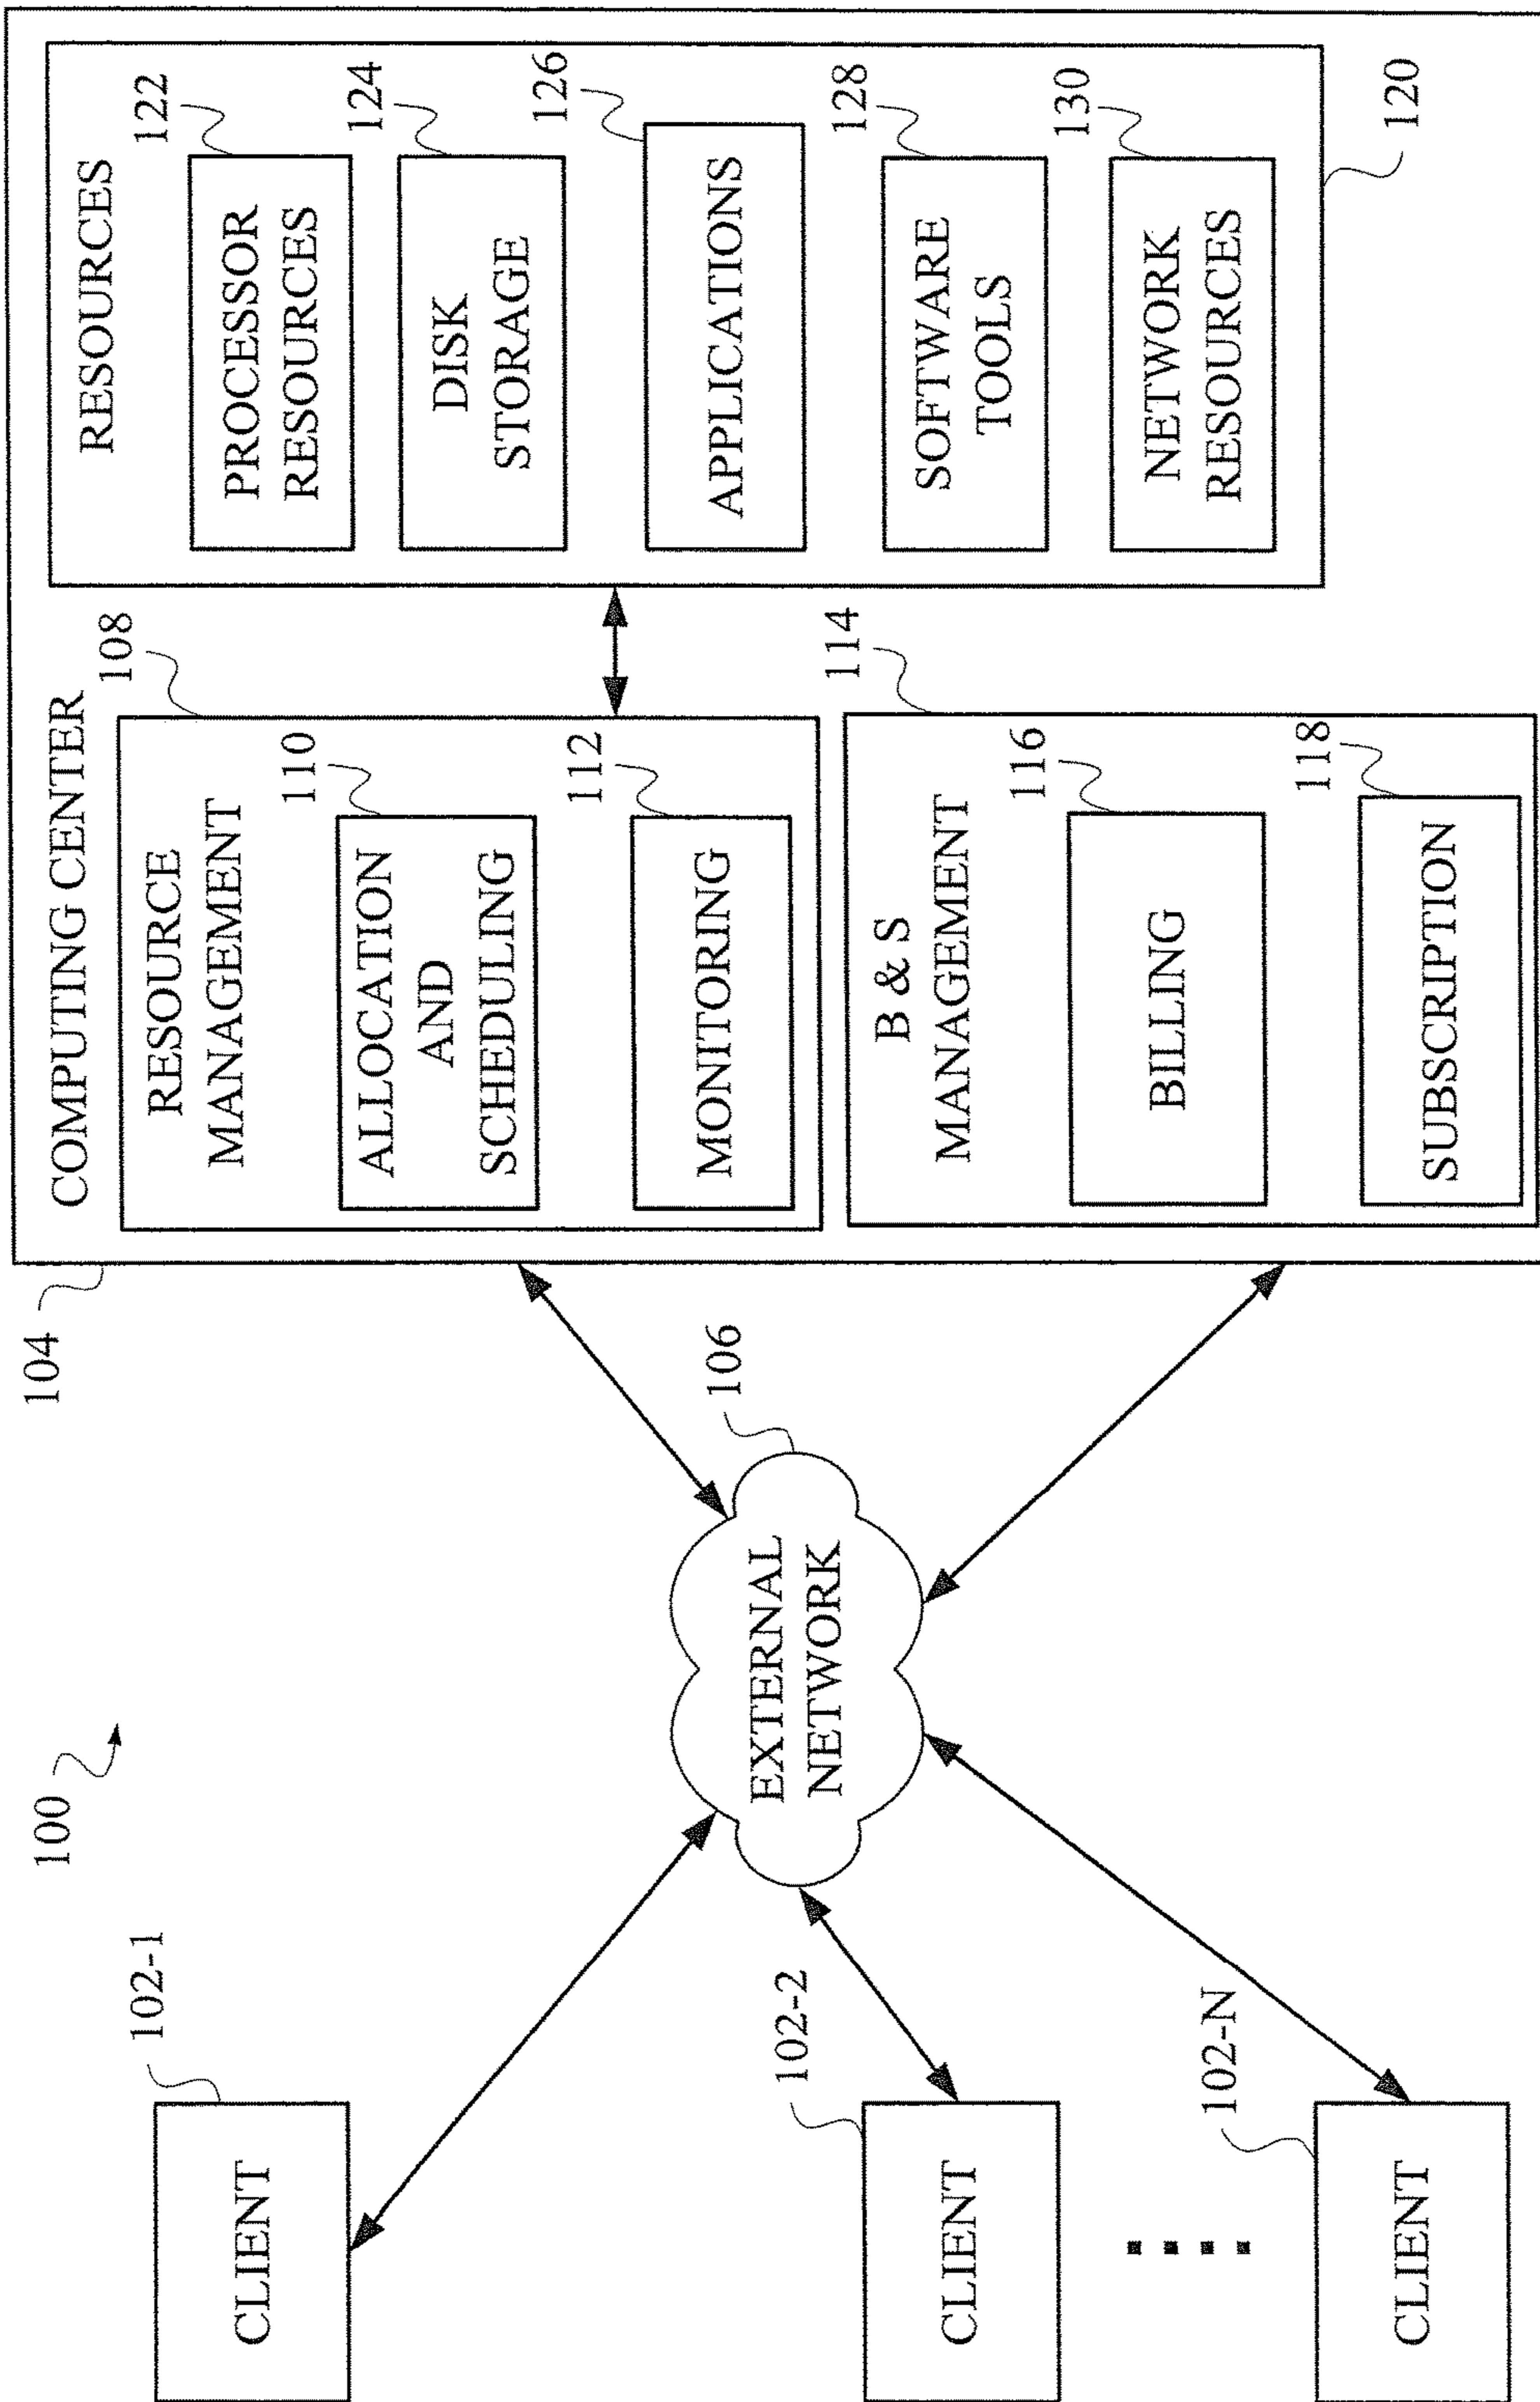 100
102-1
CLIENT
102-2
CLIENT
102-N
CLIENT
106
EXTERNAL
NETWORK
104
COMPUTING CENTER
108
RESOURCE
MANAGEMENT
110
ALLOCATION
AND
SCHEDULING
112
MONITORING
114
B & S
MANAGEMENT
116
BILLING
118
SUBSCRIPTION
RESOURCES
122
PROCESSOR
RESOURCES
124
DISK
STORAGE
126
APPLICATIONS
128
SOFTWARE
TOOLS
130
NETWORK
RESOURCES
120